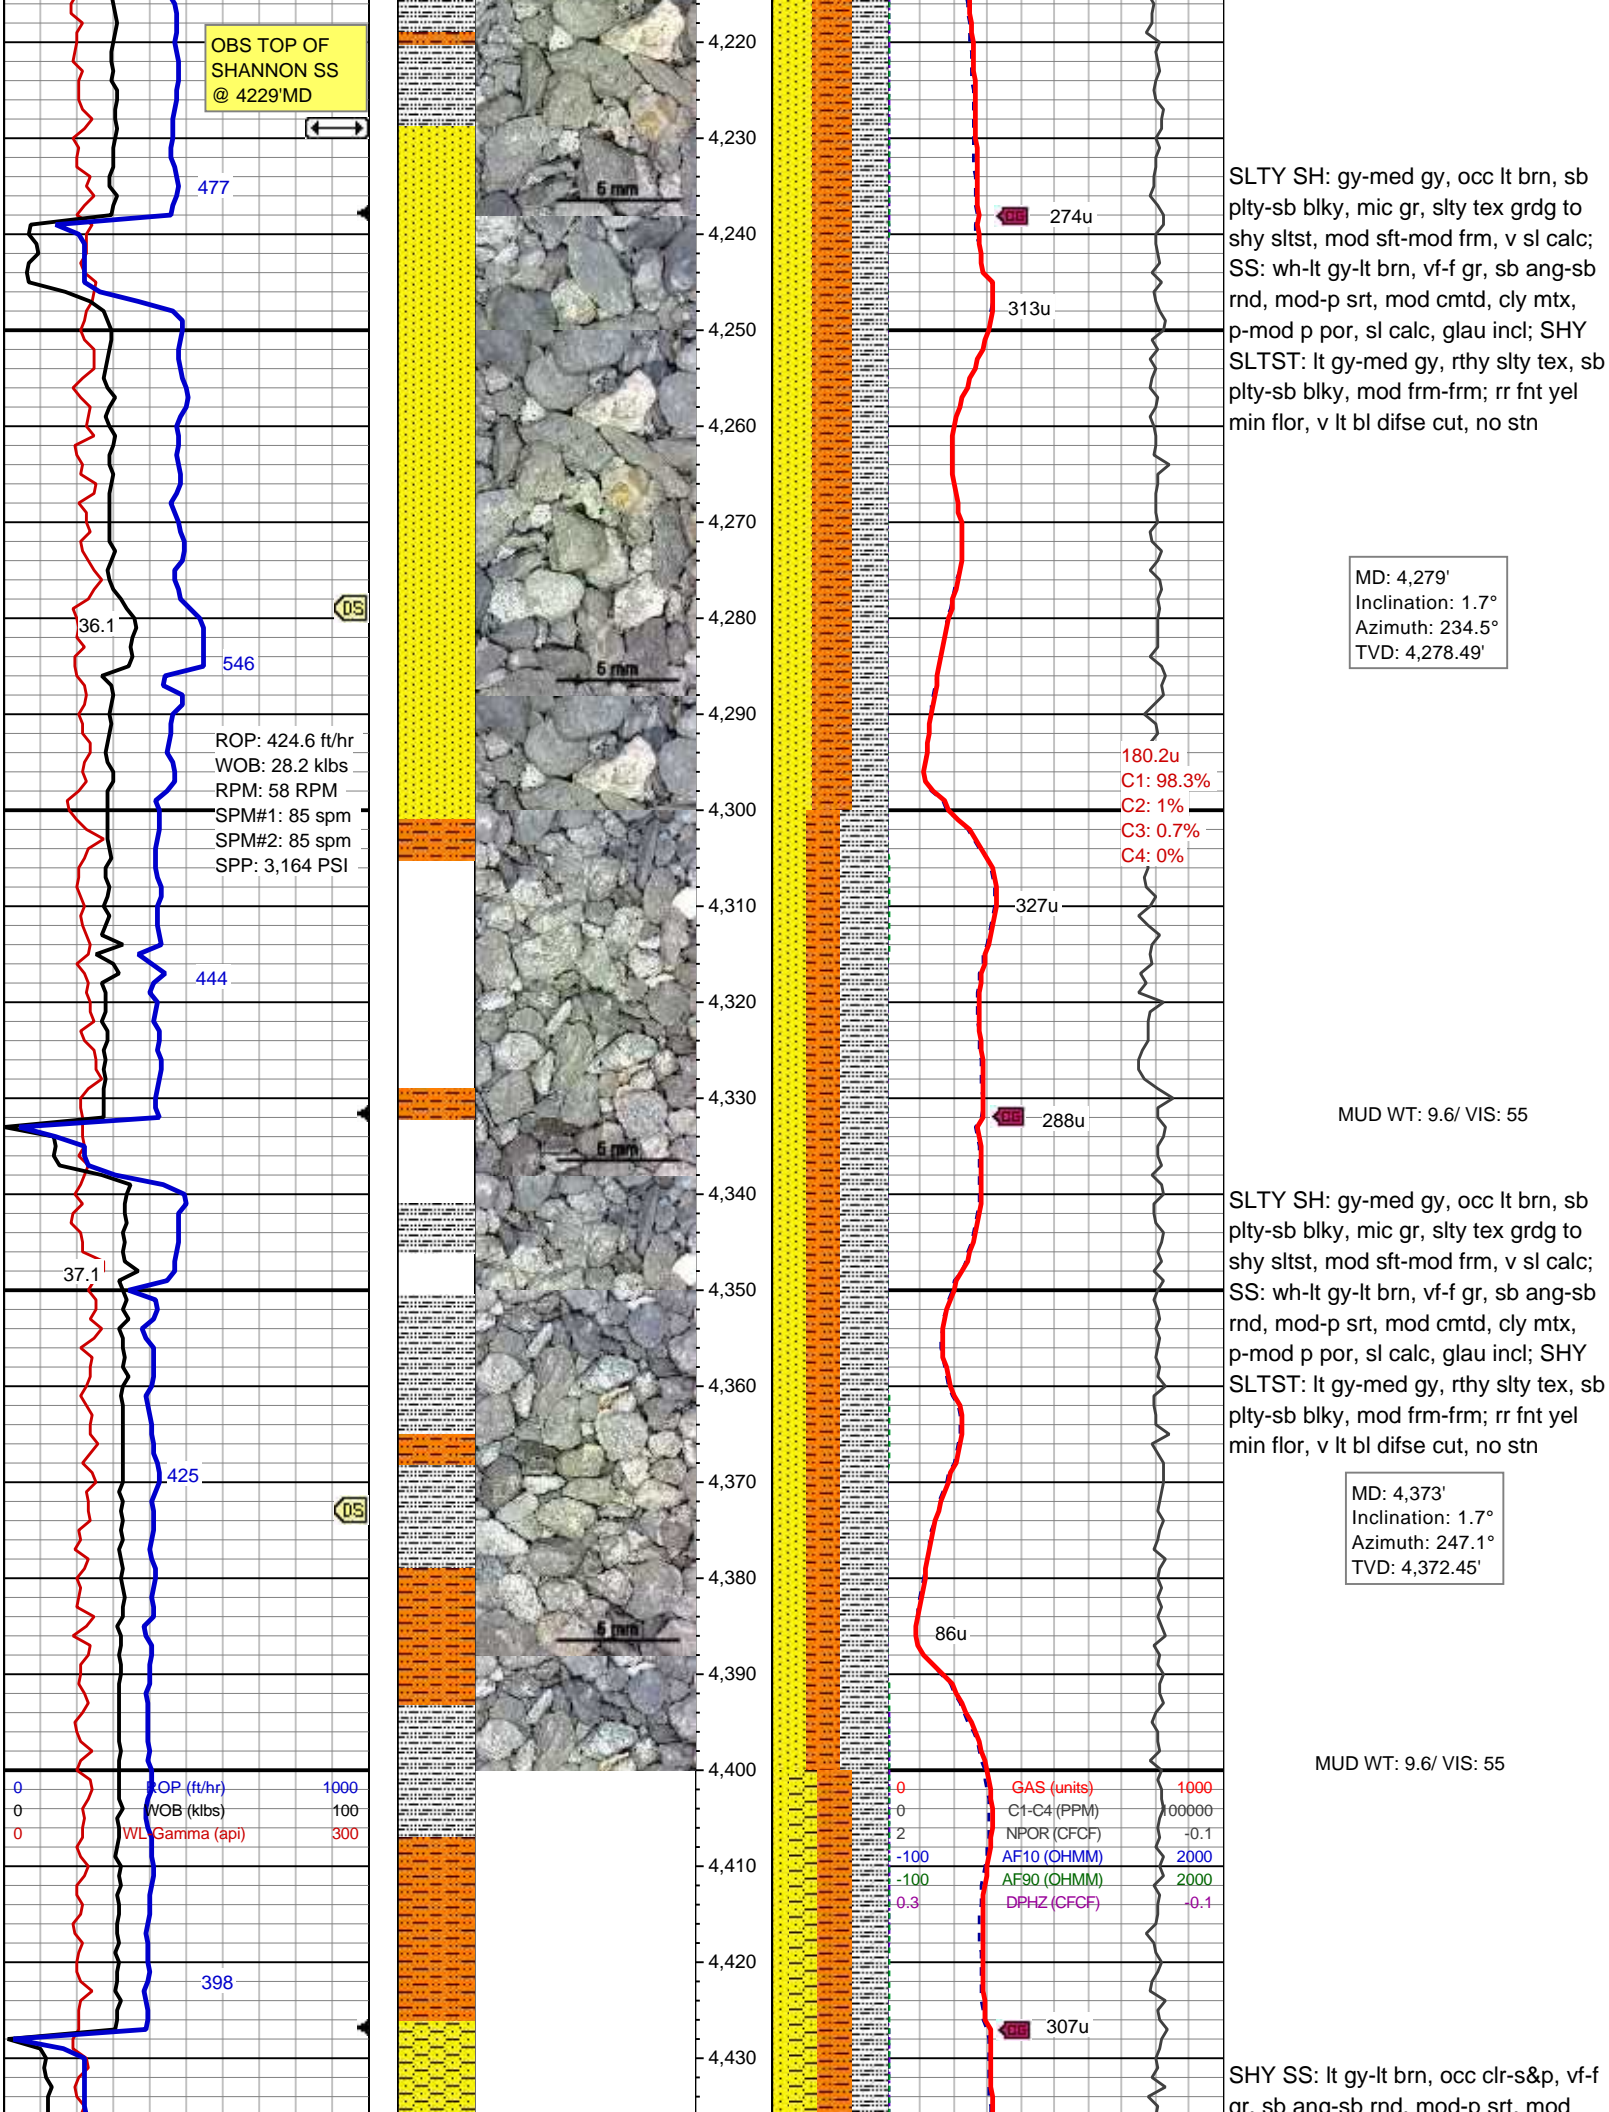 OBS TOP OF
SHANNON SS
@ 4229'MD
477
36.1
546
DS
ROP: 424.6 ft/hr
WOB: 28.2 klbs
RPM: 58 RPM
SPM#1: 85 spm
SPM#2: 85 spm
SPP: 3,164 PSI
444
37.1
425
DS
0 ROP (ft/hr) 1000
0 WOB (klbs) 100
0 WL-Gamma (api) 300
398
5 mm
5 mm
5 mm
5 mm
4,220
4,230
4,240
4,250
4,260
4,270
4,280
4,290
4,300
4,310
4,320
4,330
4,340
4,350
4,360
4,370
4,380
4,390
4,400
4,410
4,420
4,430
CG 274u
313u
180.2u
C1: 98.3%
C2: 1%
C3: 0.7%
C4: 0%
327u
CG 288u
86u
0 GAS (units) 1000
0 C1-C4 (PPM) 100000
2 NPOR (CFCF) -0.1
-100 AF10 (OHMM) 2000
-100 AF90 (OHMM) 2000
0.3 DPHZ (CFCF) -0.1
CG 307u
SLTY SH: gy-med gy, occ lt brn, sb
plty-sb blky, mic gr, slty tex grdg to
shy sltst, mod sft-mod frm, v sl calc;
SS: wh-lt gy-lt brn, vf-f gr, sb ang-sb
rnd, mod-p srt, mod cmtd, cly mtx,
p-mod p por, sl calc, glau incl; SHY
SLTST: lt gy-med gy, rthy slty tex, sb
plty-sb blky, mod frm-frm; rr fnt yel
min flor, v lt bl difse cut, no stn
MD: 4,279'
Inclination: 1.7°
Azimuth: 234.5°
TVD: 4,278.49'
MUD WT: 9.6/ VIS: 55
SLTY SH: gy-med gy, occ lt brn, sb
plty-sb blky, mic gr, slty tex grdg to
shy sltst, mod sft-mod frm, v sl calc;
SS: wh-lt gy-lt brn, vf-f gr, sb ang-sb
rnd, mod-p srt, mod cmtd, cly mtx,
p-mod p por, sl calc, glau incl; SHY
SLTST: lt gy-med gy, rthy slty tex, sb
plty-sb blky, mod frm-frm; rr fnt yel
min flor, v lt bl difse cut, no stn
MD: 4,373'
Inclination: 1.7°
Azimuth: 247.1°
TVD: 4,372.45'
MUD WT: 9.6/ VIS: 55
SHY SS: lt gy-lt brn, occ clr-s&p, vf-f
gr, sb ang-sb rnd, mod-p srt, mod